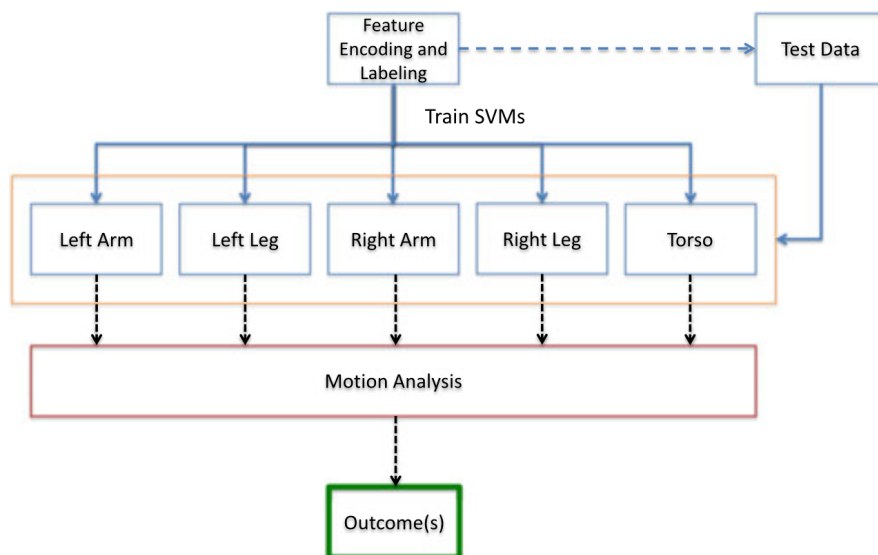 Feature
Encoding and
Labeling
Test Data
Train SVMs
Left Arm
Left Leg
Right Arm
Right Leg
Torso
Motion Analysis
Outcome(s)